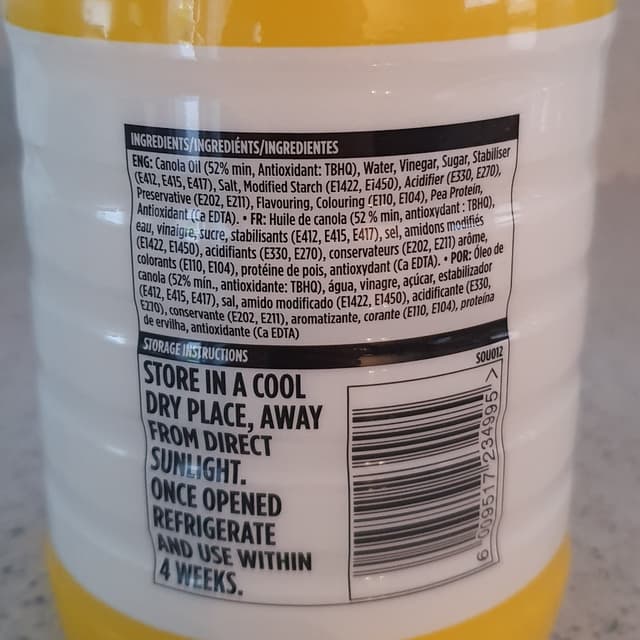 INGREDIENTS/INGREDIÉNTS/INGREDIENTES
ENG: Canola Oil (52% min, Antioxidant: TBHQ), Water, Vinegar, Sugar, Stabiliser
(E412, E415, E417), Salt, Modified Starch (E1422, E1450), Acidifier (E330, E270),
Preservative (E202, E211), Flavouring, Colouring (E110, E104), Pea Protein,
Antioxidant (Ca EDTA). • FR: Huile de canola (52 % min, antioxydant : TBHQ),
eau, vinaigre, sucre, stabilisants (E412, E415, E417), sel, amidons modifiés
(E1422, E1450), acidifiants (E330, E270), conservateurs (E202, E211) arôme,
colorants (E110, E104), protéine de pois, antioxydant (Ca EDTA). • POR: Óleo de
canola (52% mín., antioxidante: TBHQ), água, vinagre, açúcar, estabilizador
(E412, E415, E417), sal, amido modificado (E1422, E1450), acidificante (E330,
E270), conservante (E202, E211), aromatizante, corante (E110, E104), proteína
de ervilha, antioxidante (Ca EDTA)
STORAGE INSTRUCTIONS
SOU012
STORE IN A COOL
DRY PLACE, AWAY
FROM DIRECT
SUNLIGHT.
ONCE OPENED
REFRIGERATE
AND USE WITHIN
4 WEEKS.
6 009517 234995 >